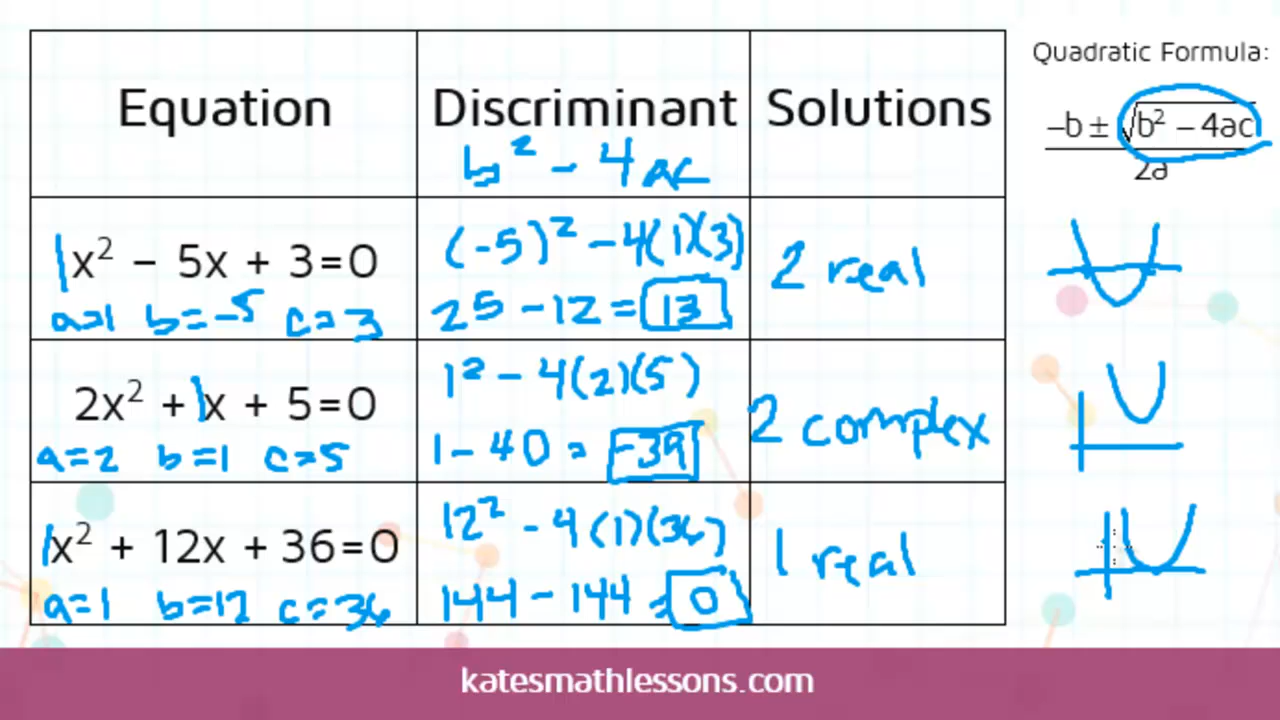 Equation
Discriminant
b² - 4ac
Solutions
Quadratic Formula:
-b ± √b² - 4ac
2a
1x² - 5x + 3=0
a=1 b=-5 c=3
(-5)² - 4(1)(3)
25 - 12 = 13
2 real
2x² + 1x + 5=0
a=2 b=1 c=5
1² - 4(2)(5)
1 - 40 = -39
2 complex
1x² + 12x + 36=0
a=1 b=12 c=36
12² - 4(1)(36)
144 - 144 = 0
1 real
katesmathlessons.com